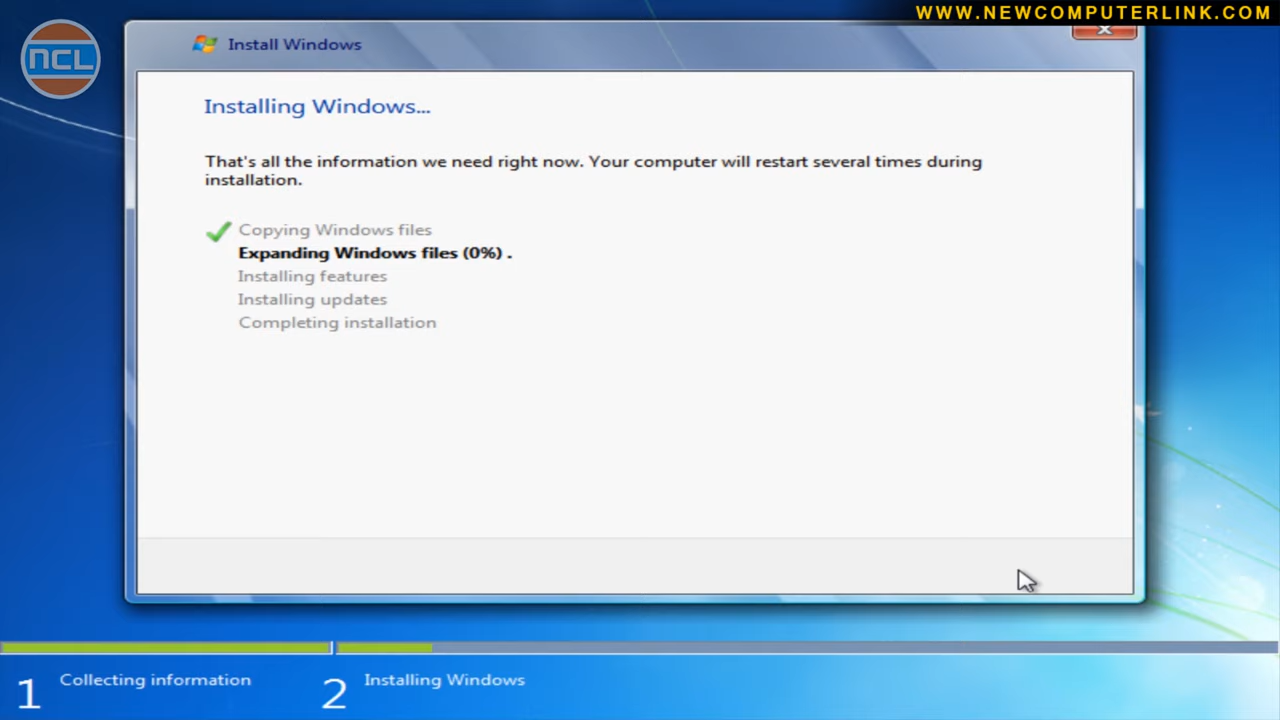 WWW.NEWCOMPUTERLINK.COM
NCL
Install Windows
Installing Windows...
That's all the information we need right now. Your computer will restart several times during
installation.
Copying Windows files
Expanding Windows files (0%) .
Installing features
Installing updates
Completing installation
1 Collecting information
2 Installing Windows